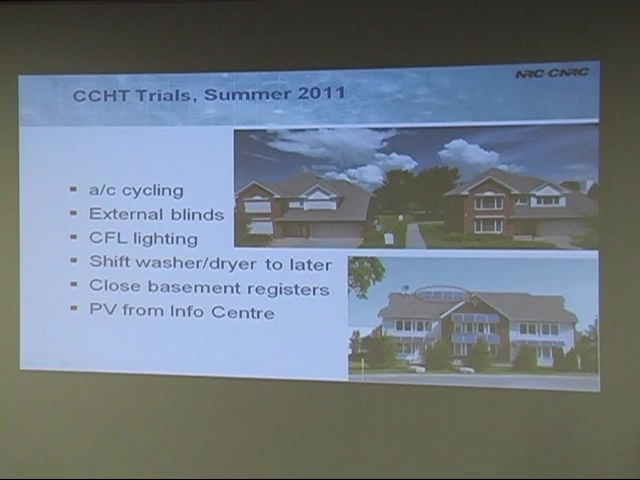 NRC·CNRC
CCHT Trials, Summer 2011
▪ a/c cycling
▪ External blinds
▪ CFL lighting
▪ Shift washer/dryer to later
▪ Close basement registers
▪ PV from Info Centre